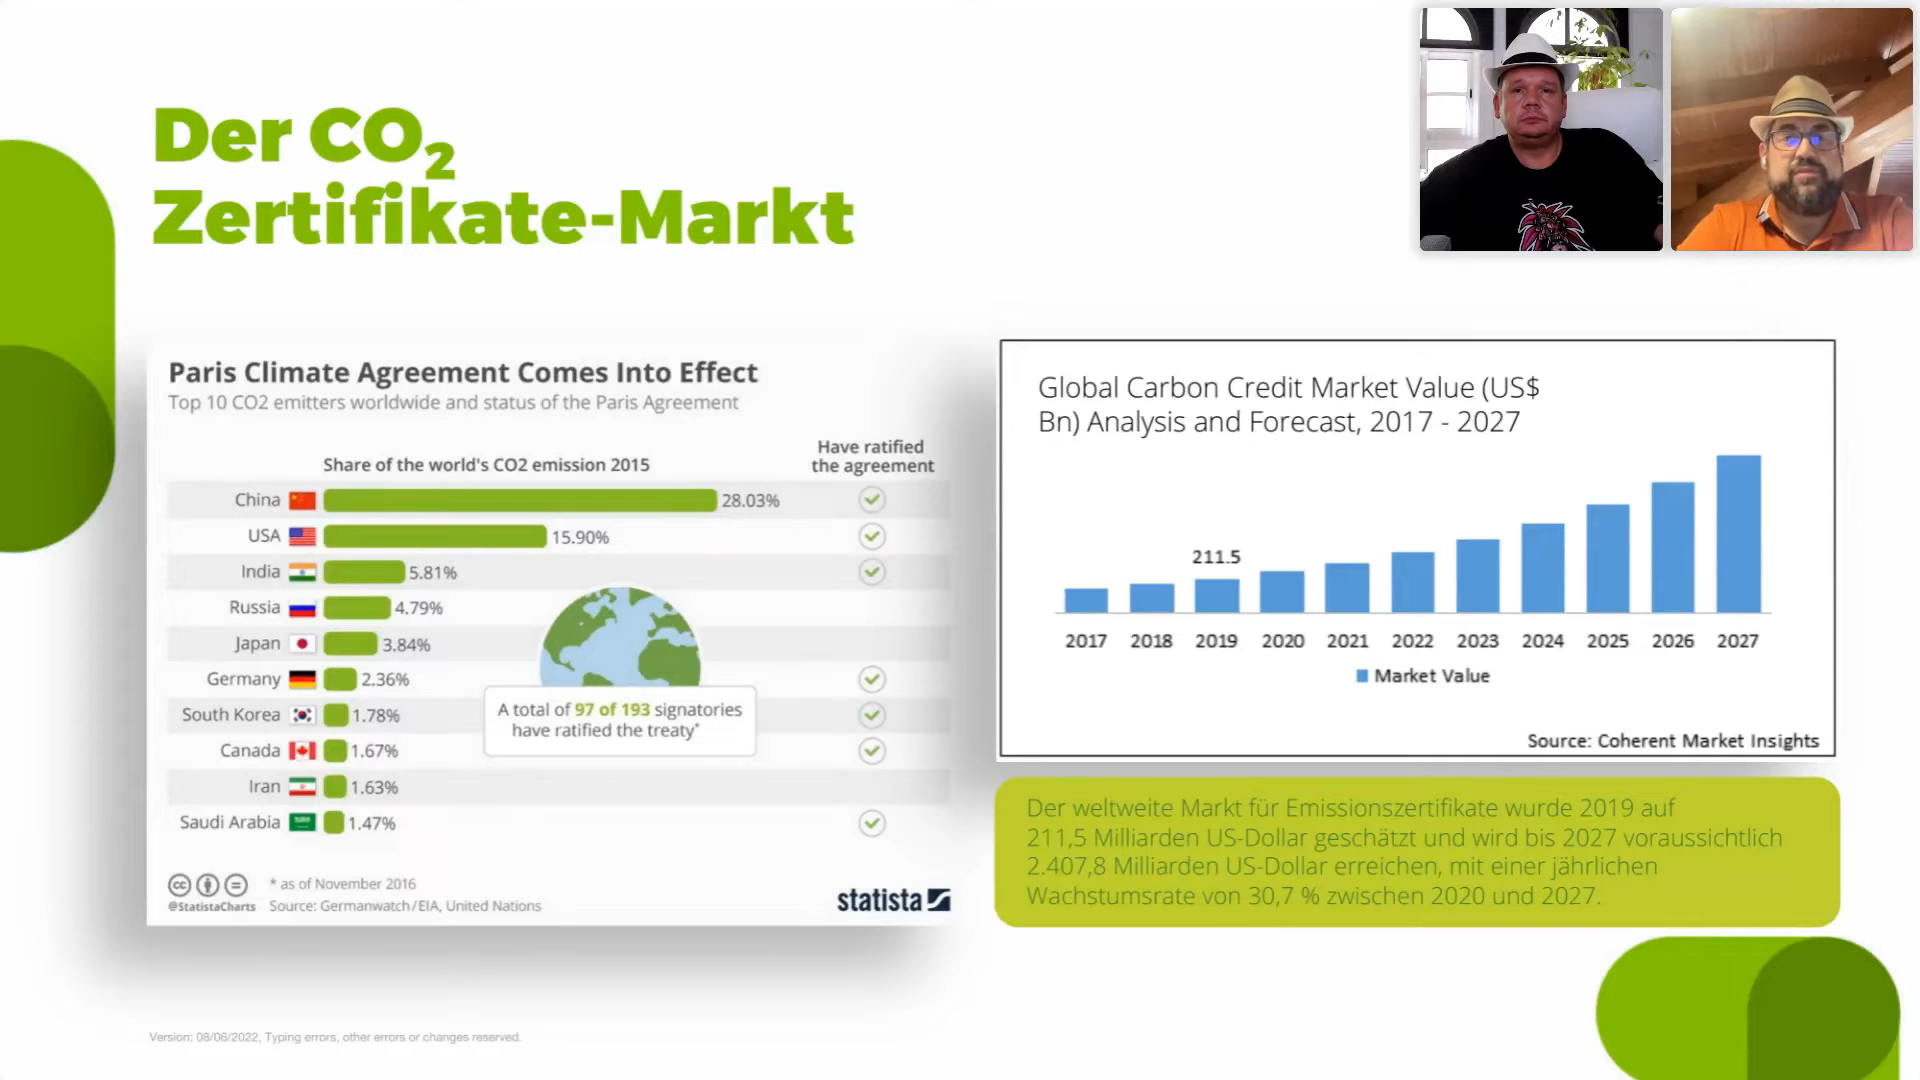 Der CO₂
Zertifikate-Markt
Paris Climate Agreement Comes Into Effect
Top 10 CO2 emitters worldwide and status of the Paris Agreement
Share of the world's CO2 emission 2015
Have ratified
the agreement
China 28.03%
USA 15.90%
India 5.81%
Russia 4.79%
Japan 3.84%
Germany 2.36%
South Korea 1.78%
Canada 1.67%
Iran 1.63%
Saudi Arabia 1.47%
A total of 97 of 193 signatories
have ratified the treaty*
* as of November 2016
@StatistaCharts Source: Germanwatch/EIA, United Nations
statista
Global Carbon Credit Market Value (US$
Bn) Analysis and Forecast, 2017 - 2027
211.5
2017 2018 2019 2020 2021 2022 2023 2024 2025 2026 2027
Market Value
Source: Coherent Market Insights
Der weltweite Markt für Emissionszertifikate wurde 2019 auf
211,5 Milliarden US-Dollar geschätzt und wird bis 2027 voraussichtlich
2.407,8 Milliarden US-Dollar erreichen, mit einer jährlichen
Wachstumsrate von 30,7 % zwischen 2020 und 2027.
Version: 08/06/2022, Typing errors, other errors or changes reserved.